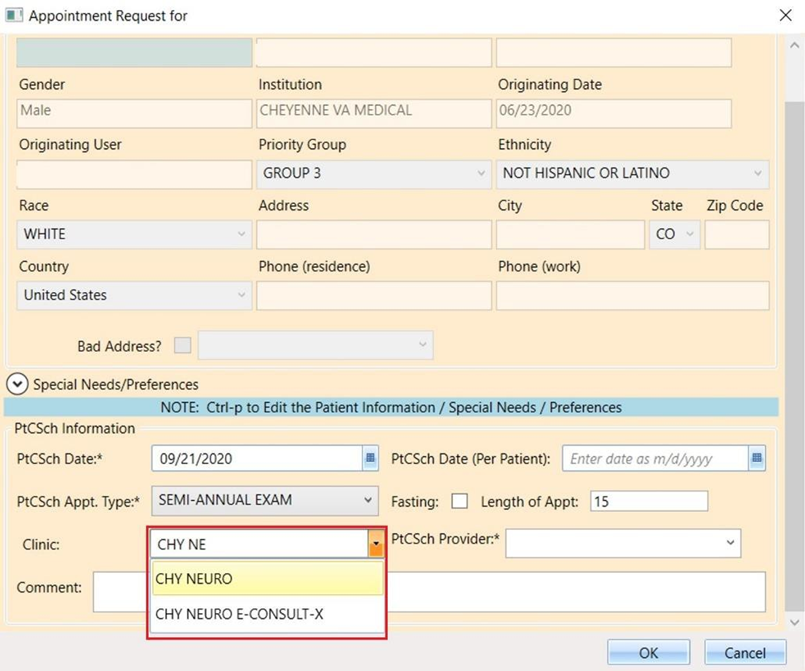 Appointment Request for
Gender Institution Originating Date
Male CHEYENNE VA MEDICAL 06/23/2020
Originating User Priority Group Ethnicity
GROUP 3 NOT HISPANIC OR LATINO
Race Address City State Zip Code
WHITE CO
Country Phone (residence) Phone (work)
United States
Bad Address?
Special Needs/Preferences
NOTE: Ctrl-p to Edit the Patient Information / Special Needs / Preferences
PtCSch Information
PtCSch Date:* 09/21/2020 PtCSch Date (Per Patient): Enter date as m/d/yyyy
PtCSch Appt. Type:* SEMI-ANNUAL EXAM Fasting: Length of Appt: 15
Clinic: CHY NE PtCSch Provider:*
CHY NEURO
Comment:
CHY NEURO E-CONSULT-X
OK Cancel